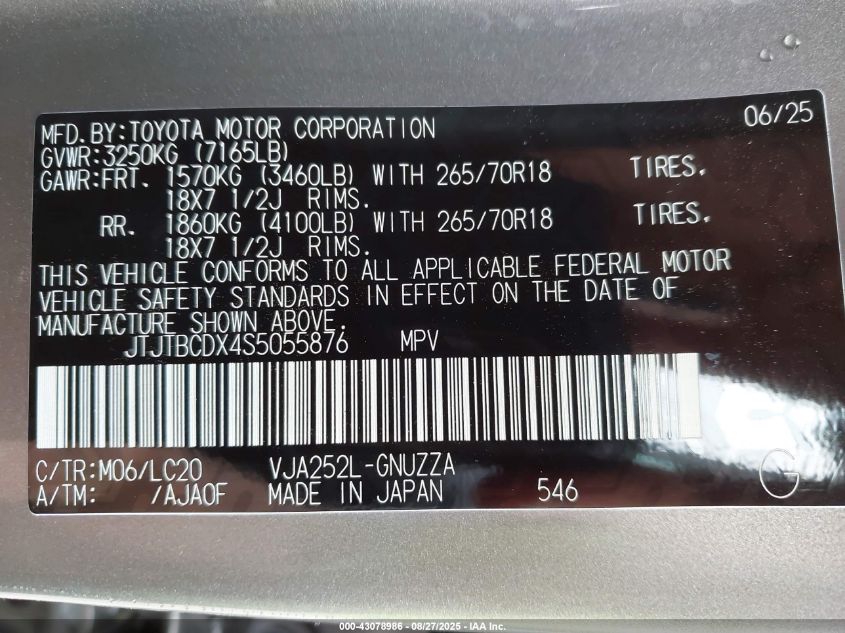 06/25
MFD.BY:TOYOTA MOTOR CORPORATION
GVWR:3250KG (7165LB)
GAWR:FRT. 1570KG (3460LB) WITH 265/70R18 TIRES.
18X7 1/2J RIMS.
RR. 1860KG (4100LB) WITH 265/70R18 TIRES.
18X7 1/2J RIMS.
THIS VEHICLE CONFORMS TO ALL APPLICABLE FEDERAL MOTOR
VEHICLE SAFETY STANDARDS IN EFFECT ON THE DATE OF
MANUFACTURE SHOWN ABOVE.
JTJTBCDX4S5055876 MPV
C/TR:M06/LC20 VJA252L-GNUZZA
A/TM: /AJA0F MADE IN JAPAN 546 G
000-43078986 - 08/27/2025 - IAA Inc.